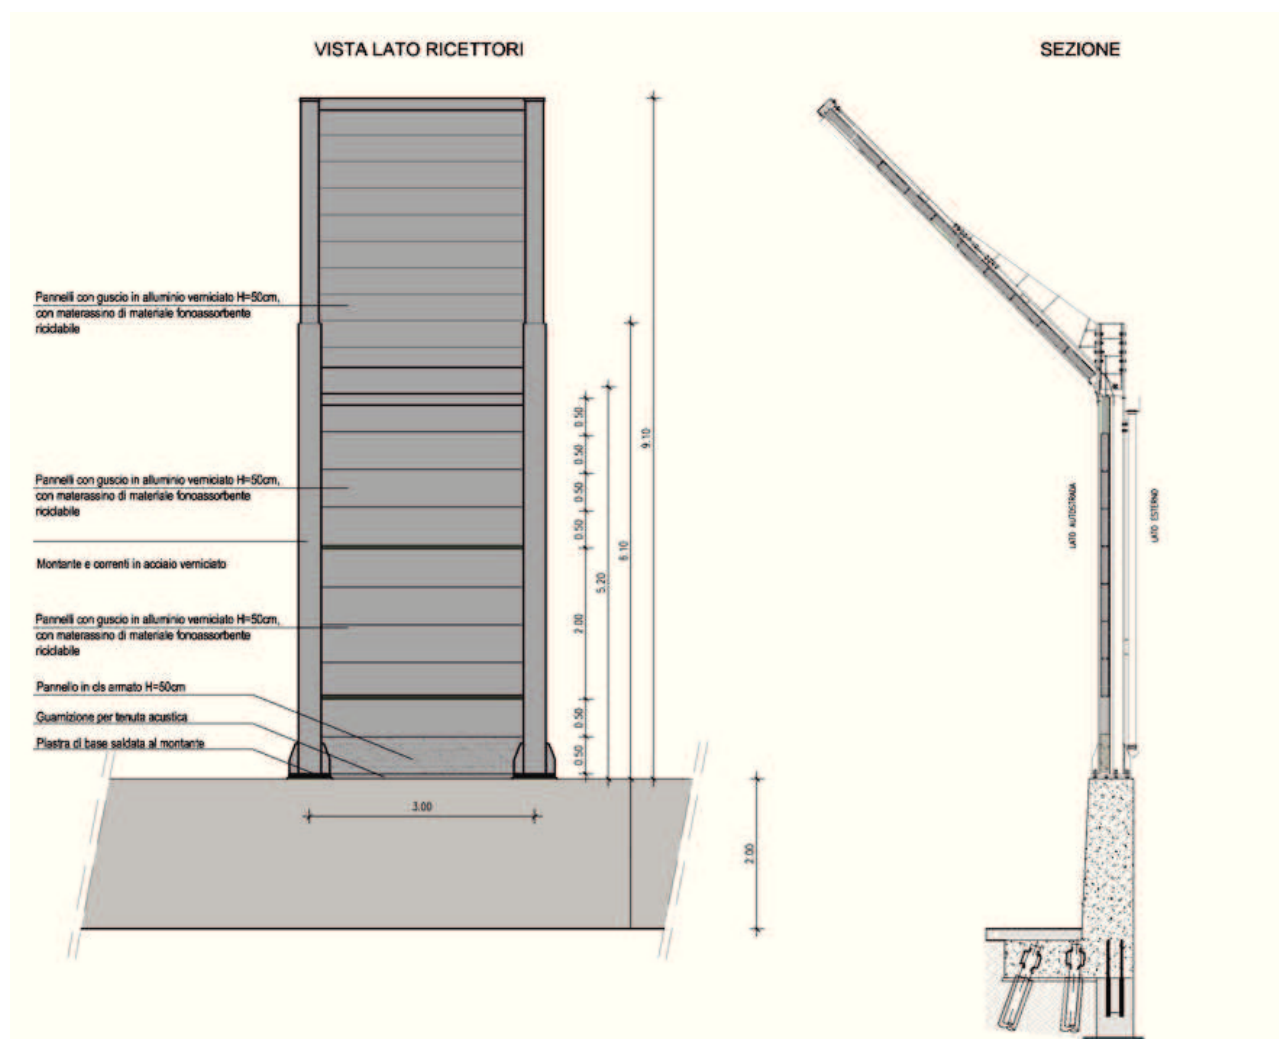 VISTA LATO RICETTORI
SEZIONE
Pannelli con guscio in alluminio verniciato H=50cm,
con materassino di materiale fonoassorbente
riciclabile
Pannelli con guscio in alluminio verniciato H=50cm,
con materassino di materiale fonoassorbente
riciclabile
Montante e correnti in acciaio verniciato
Pannelli con guscio in alluminio verniciato H=50cm,
con materassino di materiale fonoassorbente
riciclabile
Pannello in cls armato H=50cm
Guarnizione per tenuta acustica
Piastra di base saldata al montante
0.50
0.50
0.50
0.50
2.00
0.50
0.50
5.20
9.10
3.00
2.00
LATO AUTOSTRADA
LATO ESTERNO